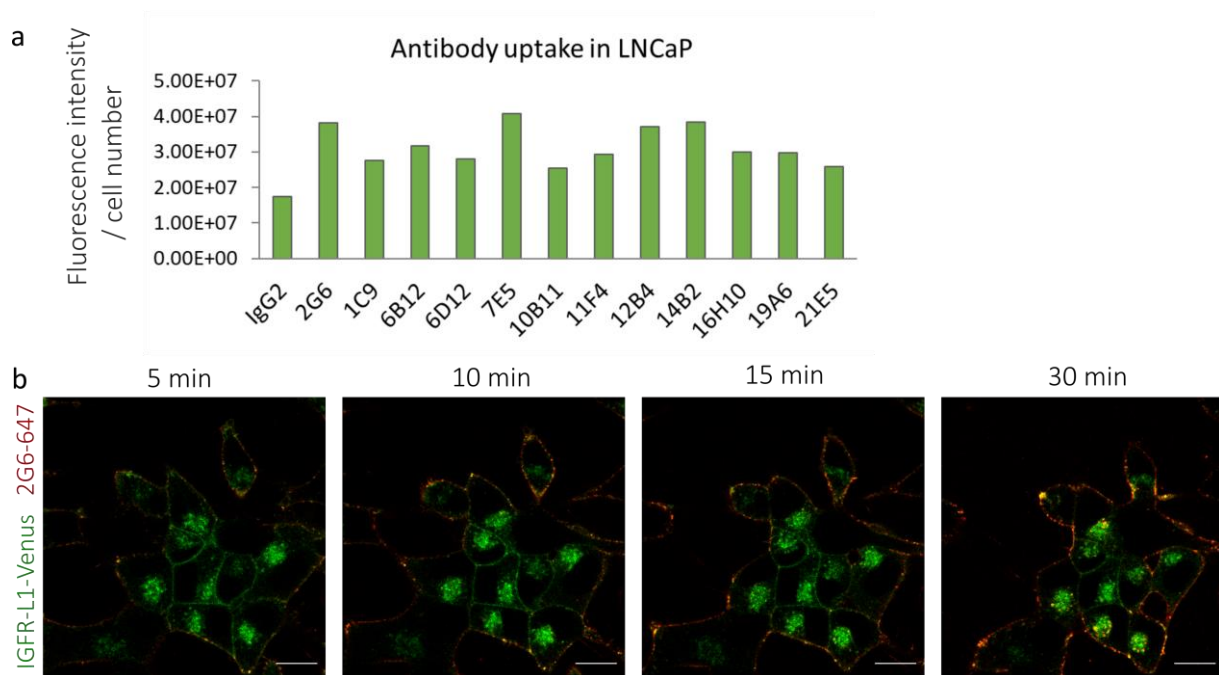 a
Antibody uptake in LNCaP
Fluorescence intensity
/ cell number
5.00E+07
4.00E+07
3.00E+07
2.00E+07
1.00E+07
0.00E+00
IgG2
2G6
1C9
6B12
6D12
7E5
10B11
11F4
12B4
14B2
16H10
19A6
21E5
b
5 min
10 min
15 min
30 min
IGFR-L1-Venus 2G6-647